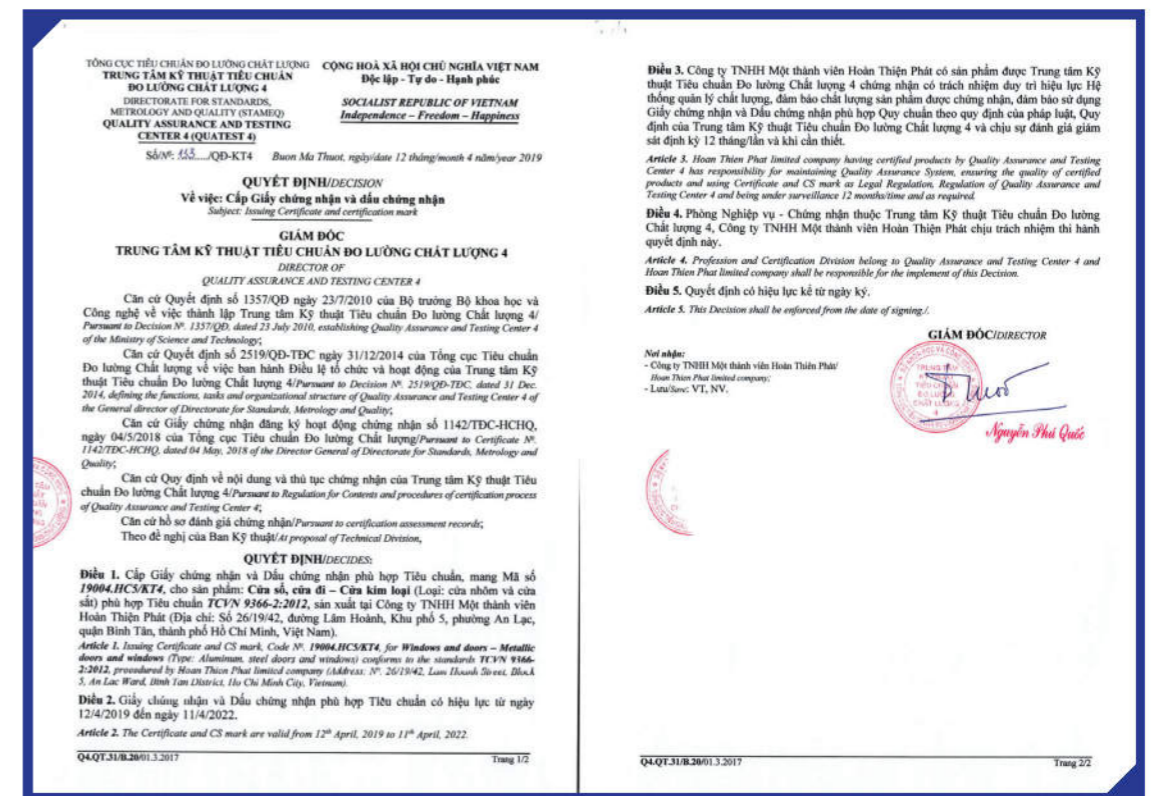 TỔNG CỤC TIÊU CHUẨN ĐO LƯỜNG CHẤT LƯỢNG
TRUNG TÂM KỸ THUẬT TIÊU CHUẨN
ĐO LƯỜNG CHẤT LƯỢNG 4
DIRECTORATE FOR STANDARDS,
METROLOGY AND QUALITY (STAMEQ)
QUALITY ASSURANCE AND TESTING
CENTER 4 (QUATEST 4)
CỘNG HOÀ XÃ HỘI CHỦ NGHĨA VIỆT NAM
Độc lập - Tự do - Hạnh phúc
SOCIALIST REPUBLIC OF VIETNAM
Independence – Freedom – Happiness
Số/Nº: /QĐ-KT4 Buon Ma Thuot, ngày/date 12 tháng/month 4 năm/year 2019
QUYẾT ĐỊNH/DECISION
Về việc: Cấp Giấy chứng nhận và dấu chứng nhận
Subject: Issuing Certificate and certification mark
GIÁM ĐỐC
TRUNG TÂM KỸ THUẬT TIÊU CHUẨN ĐO LƯỜNG CHẤT LƯỢNG 4
DIRECTOR OF
QUALITY ASSURANCE AND TESTING CENTER 4
Căn cứ Quyết định số 1357/QĐ ngày 23/7/2010 của Bộ trưởng Bộ khoa học và
Công nghệ về việc thành lập Trung tâm Kỹ thuật Tiêu chuẩn Đo lường Chất lượng 4/
Pursuant to Decision Nº. 1357/QĐ, dated 23 July 2010, establishing Quality Assurance and Testing Center 4
of the Ministry of Science and Technology;
Căn cứ Quyết định số 2519/QĐ-TĐC ngày 31/12/2014 của Tổng cục Tiêu chuẩn
Đo lường Chất lượng về việc ban hành Điều lệ tổ chức và hoạt động của Trung tâm Kỹ
thuật Tiêu chuẩn Đo lường Chất lượng 4/Pursuant to Decision Nº. 2519/QĐ-TĐC, dated 31 Dec.
2014, defining the functions, tasks and organizational structure of Quality Assurance and Testing Center 4 of
the General director of Directorate for Standards, Metrology and Quality;
Căn cứ Giấy chứng nhận đăng ký hoạt động chứng nhận số 1142/TĐC-HCHQ,
ngày 04/5/2018 của Tổng cục Tiêu chuẩn Đo lường Chất lượng/Pursuant to Certificate Nº.
1142/TĐC-HCHQ, dated 04 May, 2018 of the Director General of Directorate for Standards, Metrology and
Quality;
Căn cứ Quy định về nội dung và thủ tục chứng nhận của Trung tâm Kỹ thuật Tiêu
chuẩn Đo lường Chất lượng 4/Pursuant to Regulation for Contents and procedures of certification process
of Quality Assurance and Testing Center 4;
Căn cứ hồ sơ đánh giá chứng nhận/Pursuant to certification assessment records;
Theo đề nghị của Ban Kỹ thuật/At proposal of Technical Division,
QUYẾT ĐỊNH/DECIDES:
Điều 1. Cấp Giấy chứng nhận và Dấu chứng nhận phù hợp Tiêu chuẩn, mang Mã số
19004.HCS/KT4, cho sản phẩm: Cửa sổ, cửa đi – Cửa kim loại (Loại: cửa nhôm và cửa
sắt) phù hợp Tiêu chuẩn TCVN 9366-2:2012, sản xuất tại Công ty TNHH Một thành viên
Hoàn Thiện Phát (Địa chỉ: Số 26/19/42, đường Lâm Hoành, Khu phố 5, phường An Lạc,
quận Bình Tân, thành phố Hồ Chí Minh, Việt Nam).
Article 1. Issuing Certificate and CS mark, Code Nº. 19004.HCS/KT4, for Windows and doors – Metallic
doors and windows (Type: Aluminum, steel doors and windows) conforms to the standards TCVN 9366-
2:2012, procedured by Hoan Thien Phat limited company (Address: Nº. 26/19/42, Lam Hoanh Street, Block
5, An Lac Ward, Binh Tan District, Ho Chi Minh City, Vietnam).
Điều 2. Giấy chứng nhận và Dấu chứng nhận phù hợp Tiêu chuẩn có hiệu lực từ ngày
12/4/2019 đến ngày 11/4/2022.
Article 2. The Certificate and CS mark are valid from 12th April, 2019 to 11th April, 2022.
Q4.QT.31/B.20/01.3.2017 Trang 1/2
Điều 3. Công ty TNHH Một thành viên Hoàn Thiện Phát có sản phẩm được Trung tâm Kỹ
thuật Tiêu chuẩn Đo lường Chất lượng 4 chứng nhận có trách nhiệm duy trì hiệu lực Hệ
thống quản lý chất lượng, đảm bảo chất lượng sản phẩm được chứng nhận, đảm bảo sử dụng
Giấy chứng nhận và Dấu chứng nhận phù hợp Quy chuẩn theo quy định của pháp luật, Quy
định của Trung tâm Kỹ thuật Tiêu chuẩn Đo lường Chất lượng 4 và chịu sự đánh giá giám
sát định kỳ 12 tháng/lần và khi cần thiết.
Article 3. Hoan Thien Phat limited company having certified products by Quality Assurance and Testing
Center 4 has responsibility for maintaining Quality Assurance System, ensuring the quality of certified
products and using Certificate and CS mark as Legal Regulation, Regulation of Quality Assurance and
Testing Center 4 and being under surveillance 12 months/time and as required.
Điều 4. Phòng Nghiệp vụ - Chứng nhận thuộc Trung tâm Kỹ thuật Tiêu chuẩn Đo lường
Chất lượng 4, Công ty TNHH Một thành viên Hoàn Thiện Phát chịu trách nhiệm thi hành
quyết định này.
Article 4. Profession and Certification Division belong to Quality Assurance and Testing Center 4 and
Hoan Thien Phat limited company shall be responsible for the implement of this Decision.
Điều 5. Quyết định có hiệu lực kể từ ngày ký.
Article 5. This Decision shall be enforced from the date of signing./.
GIÁM ĐỐC/DIRECTOR
Nơi nhận:
- Công ty TNHH Một thành viên Hoàn Thiện Phát/
Hoan Thien Phat limited company;
- Lưu/Save: VT, NV.
TRUNG TÂM
KỸ THUẬT
TIÊU CHUẨN
ĐO LƯỜNG
CHẤT LƯỢNG
4
Nguyễn Phú Quốc
Q4.QT.31/B.20/01.3.2017 Trang 2/2